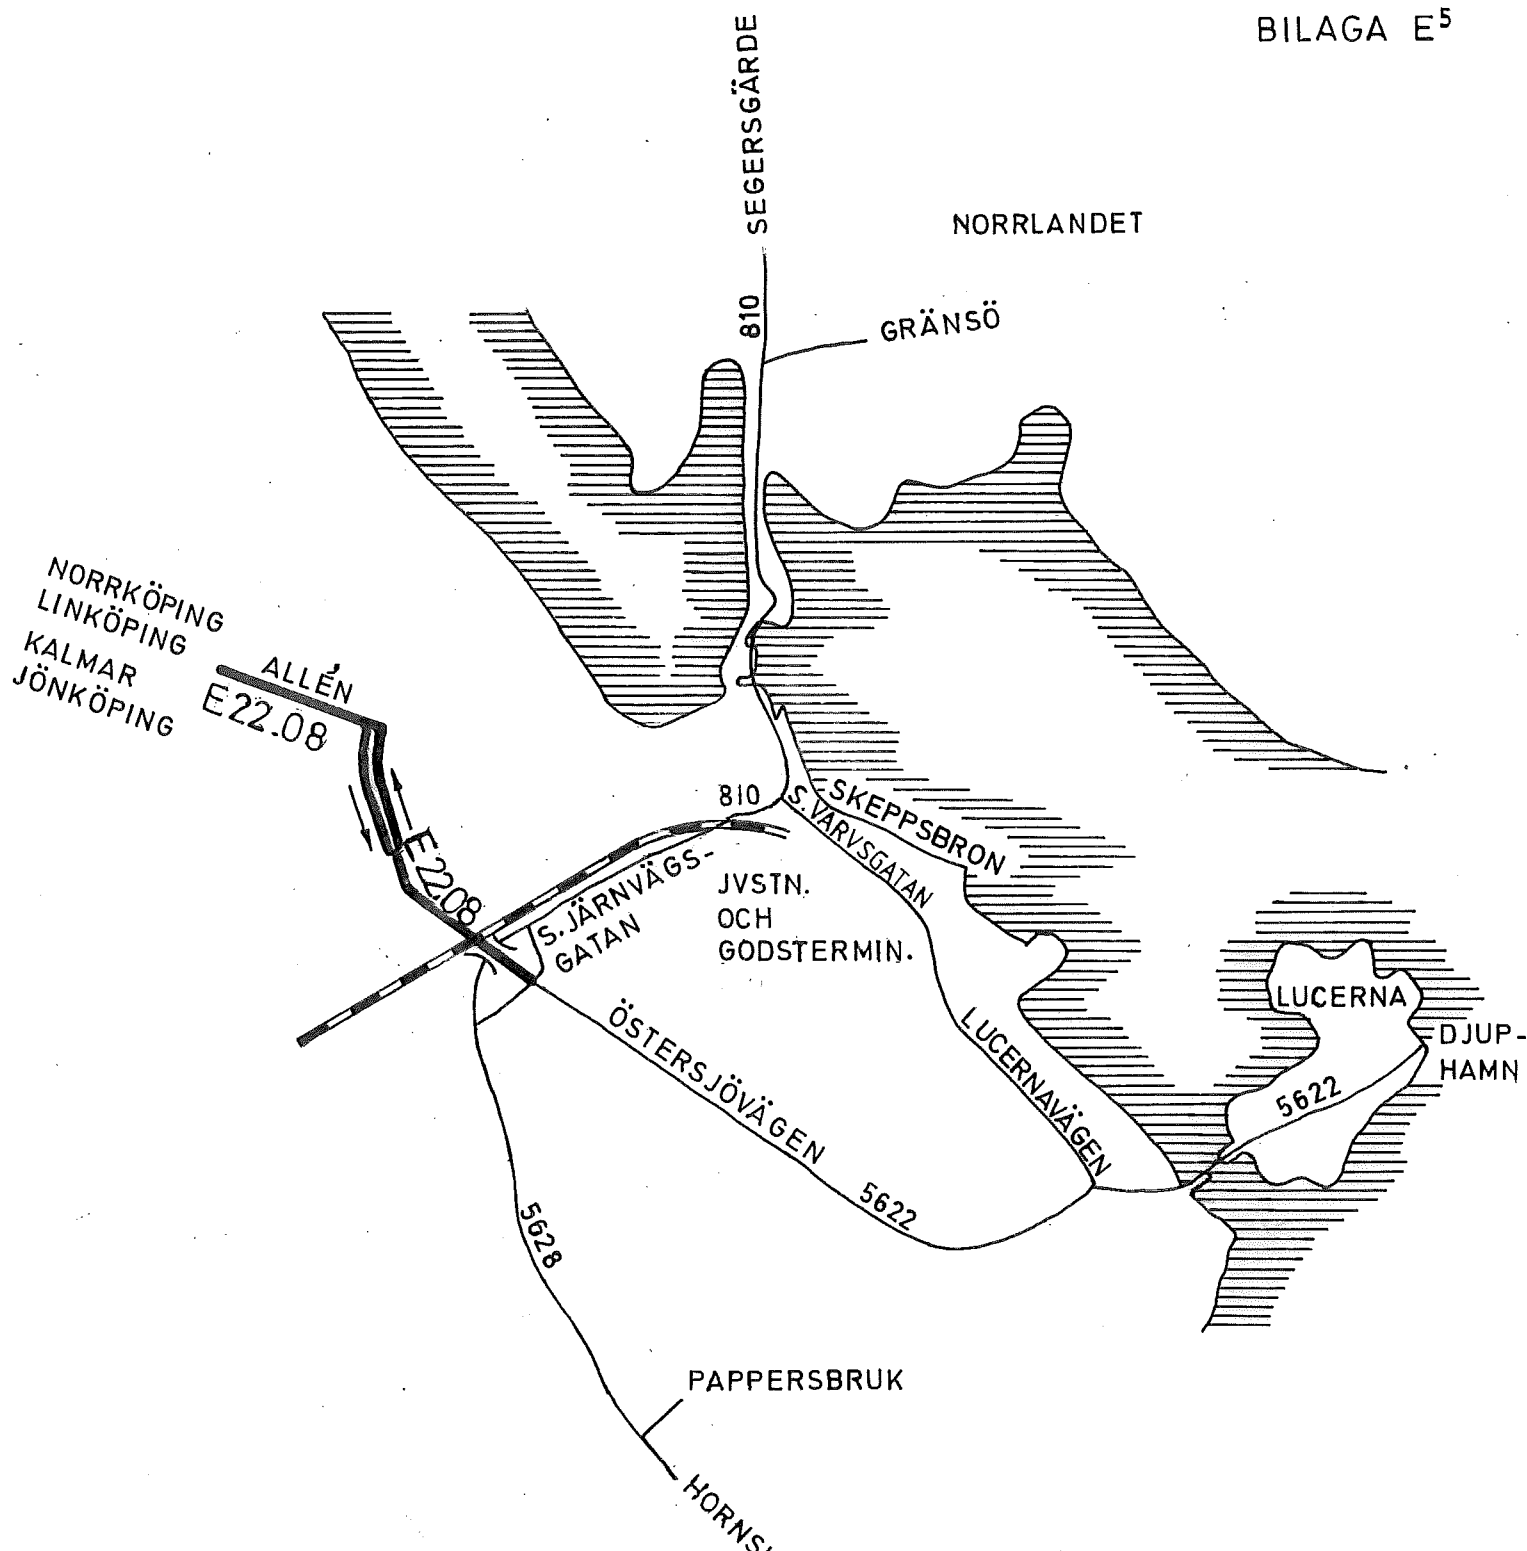 BILAGA E⁵
SEGERSGÄRDE
NORRLANDET
810
GRÄNSÖ
NORRKÖPING
LINKÖPING
KALMAR
JÖNKÖPING
ALLÉN
E22.08
E22.08
810
S. VARVSGATAN
SKEPPSBRON
S. JÄRNVÄGS-
GATAN
JVSTN.
OCH
GODSTERMIN.
LUCERNA
DJUP-
HAMN
5622
LUCERNAVÄGEN
ÖSTERSJÖVÄGEN
5622
5628
PAPPERSBRUK